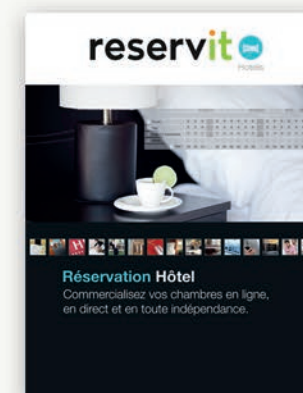 reservit
Hotels
Réservation Hôtel
Commercialisez vos chambres en ligne,
en direct et en toute indépendance.